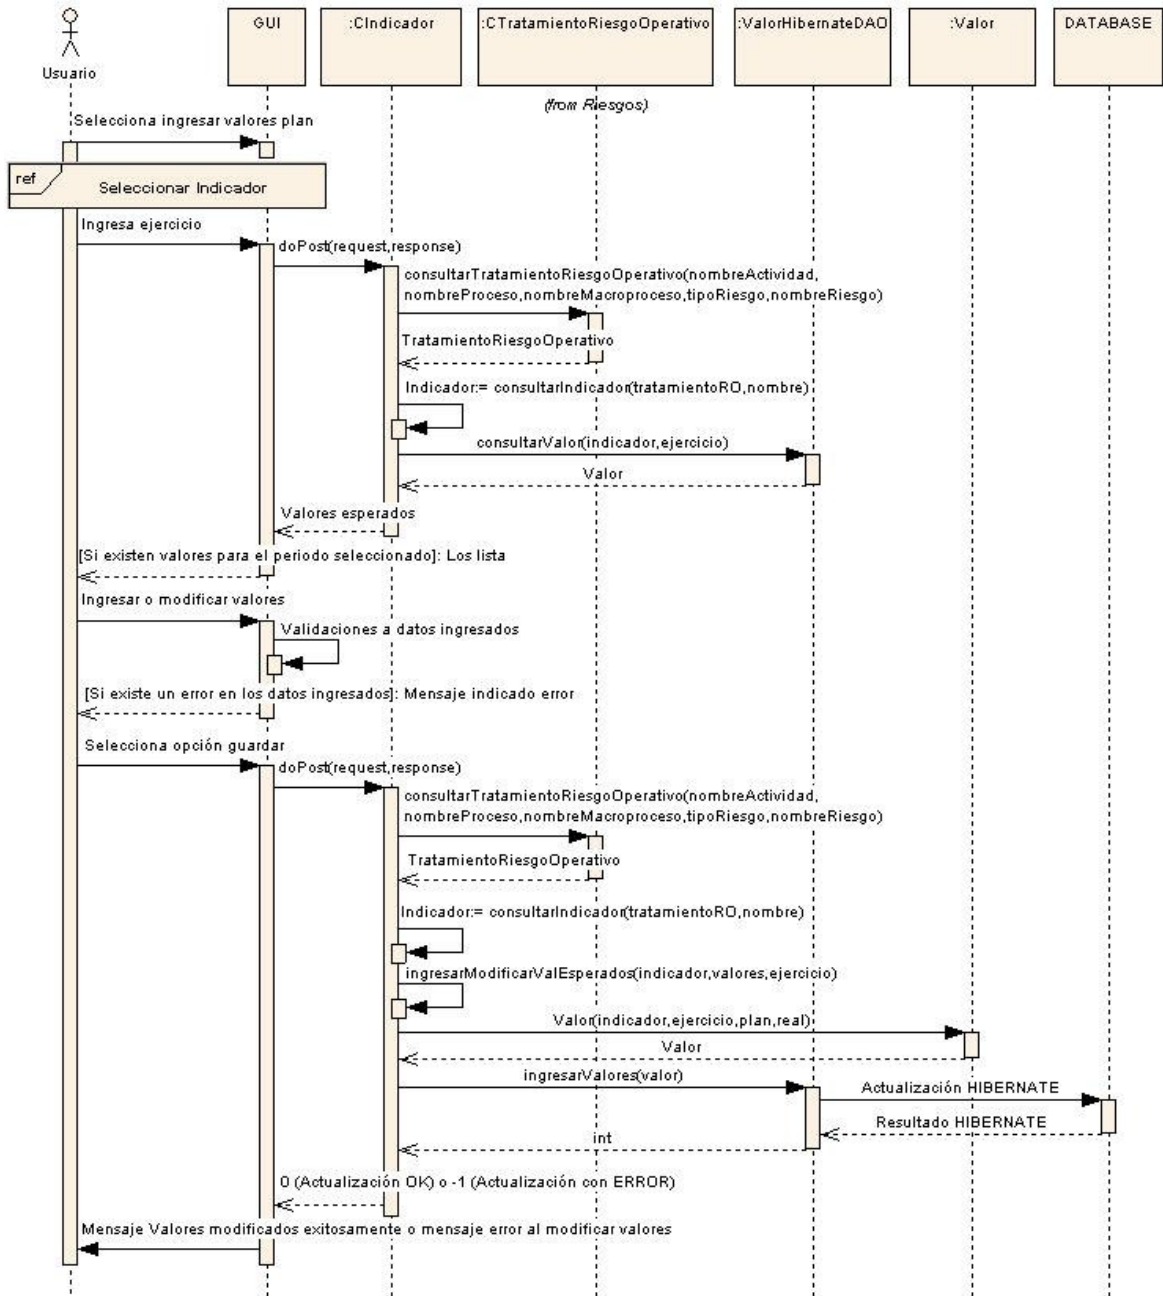 GUI
:CIndicador
:CTratamientoRiesgoOperativo
:ValorHibernateDAO
:Valor
DATABASE
Usuario
(from Riesgos)
Selecciona ingresar valores plan
ref
Seleccionar Indicador
Ingresa ejercicio
doPost(request,response)
consultarTratamientoRiesgoOperativo(nombreActividad,
nombreProceso,nombreMacroproceso,tipoRiesgo,nombreRiesgo)
TratamientoRiesgoOperativo
Indicador:= consultarIndicador(tratamientoRO,nombre)
consultarValor(indicador,ejercicio)
Valor
Valores esperados
[Si existen valores para el periodo seleccionado]: Los lista
Ingresar o modificar valores
Validaciones a datos ingresados
[Si existe un error en los datos ingresados]: Mensaje indicado error
Selecciona opción guardar
doPost(request,response)
consultarTratamientoRiesgoOperativo(nombreActividad,
nombreProceso,nombreMacroproceso,tipoRiesgo,nombreRiesgo)
TratamientoRiesgoOperativo
Indicador:= consultarIndicador(tratamientoRO,nombre)
ingresarModificarValEsperados(indicador,valores,ejercicio)
Valor(indicador,ejercicio,plan,real)
Valor
ingresarValores(valor)
Actualización HIBERNATE
Resultado HIBERNATE
int
0 (Actualización OK) o -1 (Actualización con ERROR)
Mensaje Valores modificados exitosamente o mensaje error al modificar valores